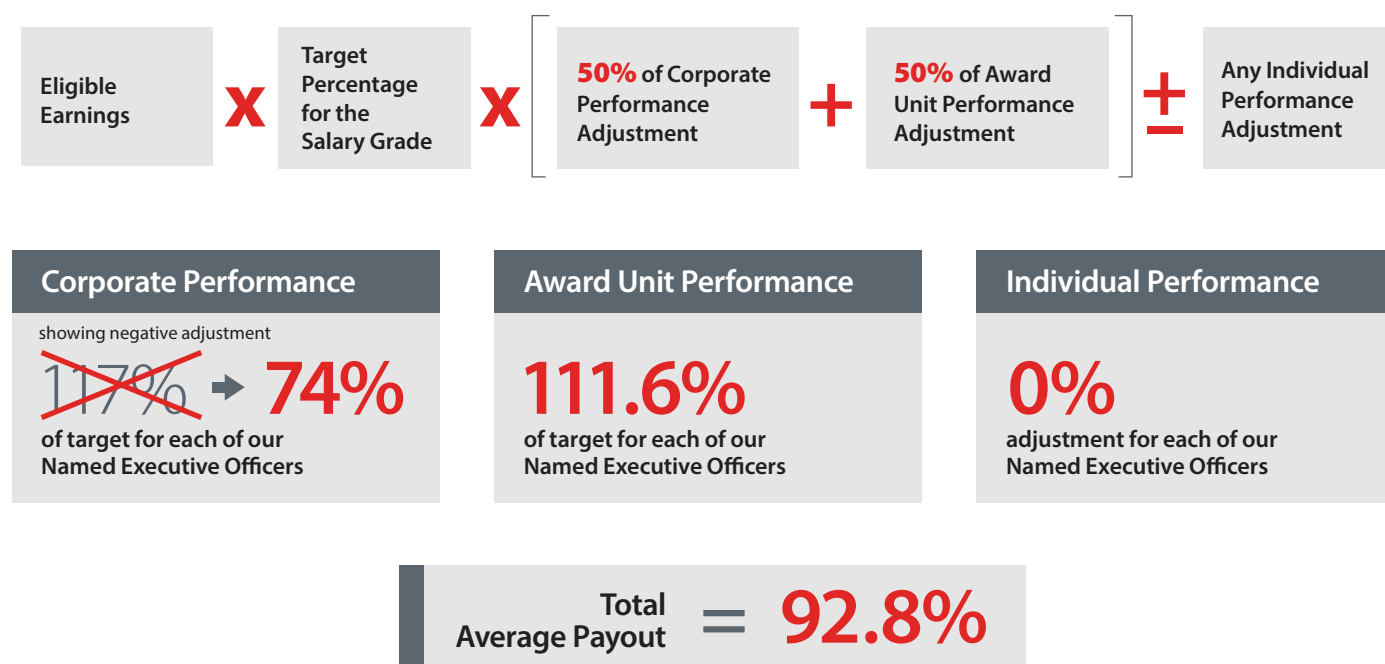 Eligible
Earnings
x
Target
Percentage
for the
Salary Grade
x
50% of Corporate
Performance
Adjustment
+
50% of Award
Unit Performance
Adjustment
±
Any Individual
Performance
Adjustment
Corporate Performance
showing negative adjustment
117% → 74%
of target for each of our
Named Executive Officers
Award Unit Performance
111.6%
of target for each of our
Named Executive Officers
Individual Performance
0%
adjustment for each of our
Named Executive Officers
Total
Average Payout
= 92.8%